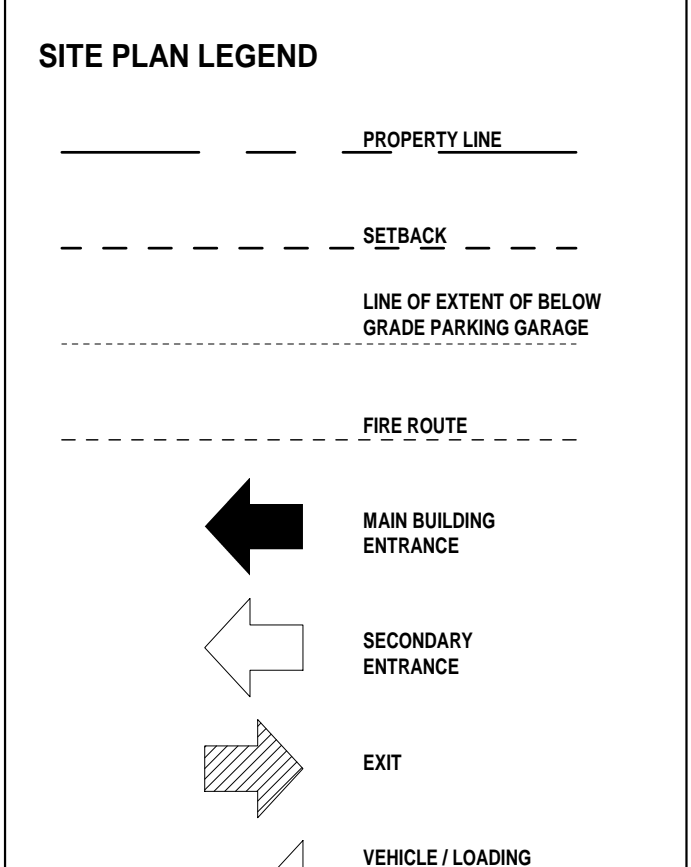 SITE PLAN LEGEND
PROPERTY LINE
SETBACK
LINE OF EXTENT OF BELOW
GRADE PARKING GARAGE
FIRE ROUTE
MAIN BUILDING
ENTRANCE
SECONDARY
ENTRANCE
EXIT
VEHICLE / LOADING